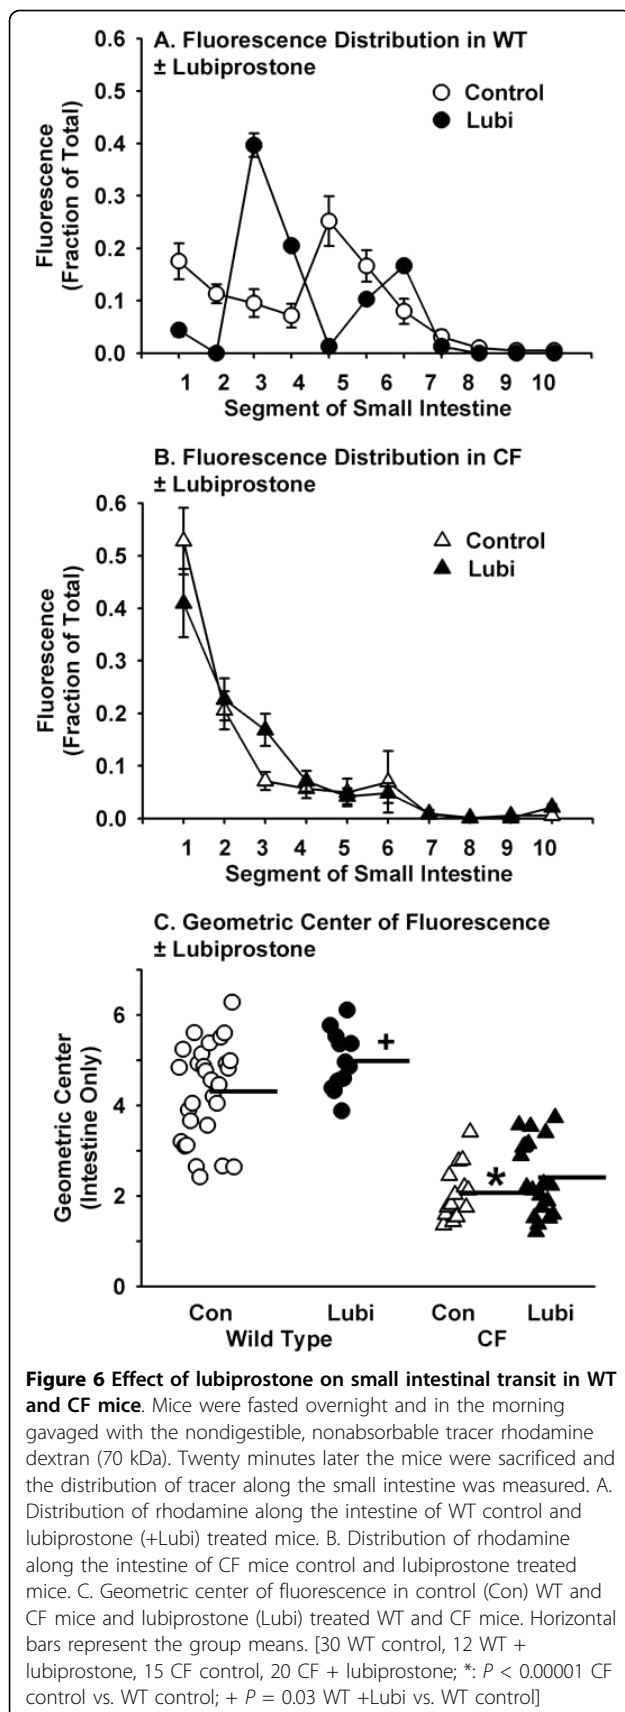 A. Fluorescence Distribution in WT
± Lubiprostone
0.6
0.5
0.4
0.3
0.2
0.1
0.0
Fluorescence
(Fraction of Total)
Control
Lubi
1 2 3 4 5 6 7 8 9 10
Segment of Small Intestine
B. Fluorescence Distribution in CF
± Lubiprostone
0.6
0.5
0.4
0.3
0.2
0.1
0.0
Fluorescence
(Fraction of Total)
Control
Lubi
1 2 3 4 5 6 7 8 9 10
Segment of Small Intestine
C. Geometric Center of Fluorescence
± Lubiprostone
6
5
4
3
2
1
0
Geometric Center
(Intestine Only)
+
*
Con Lubi Con Lubi
Wild Type CF
Figure 6 Effect of lubiprostone on small intestinal transit in WT
and CF mice. Mice were fasted overnight and in the morning
gavaged with the nondigestible, nonabsorbable tracer rhodamine
dextran (70 kDa). Twenty minutes later the mice were sacrificed and
the distribution of tracer along the small intestine was measured. A.
Distribution of rhodamine along the intestine of WT control and
lubiprostone (+Lubi) treated mice. B. Distribution of rhodamine
along the intestine of CF mice control and lubiprostone treated
mice. C. Geometric center of fluorescence in control (Con) WT and
CF mice and lubiprostone (Lubi) treated WT and CF mice. Horizontal
bars represent the group means. [30 WT control, 12 WT +
lubiprostone, 15 CF control, 20 CF + lubiprostone; *: P < 0.00001 CF
control vs. WT control; + P = 0.03 WT +Lubi vs. WT control]